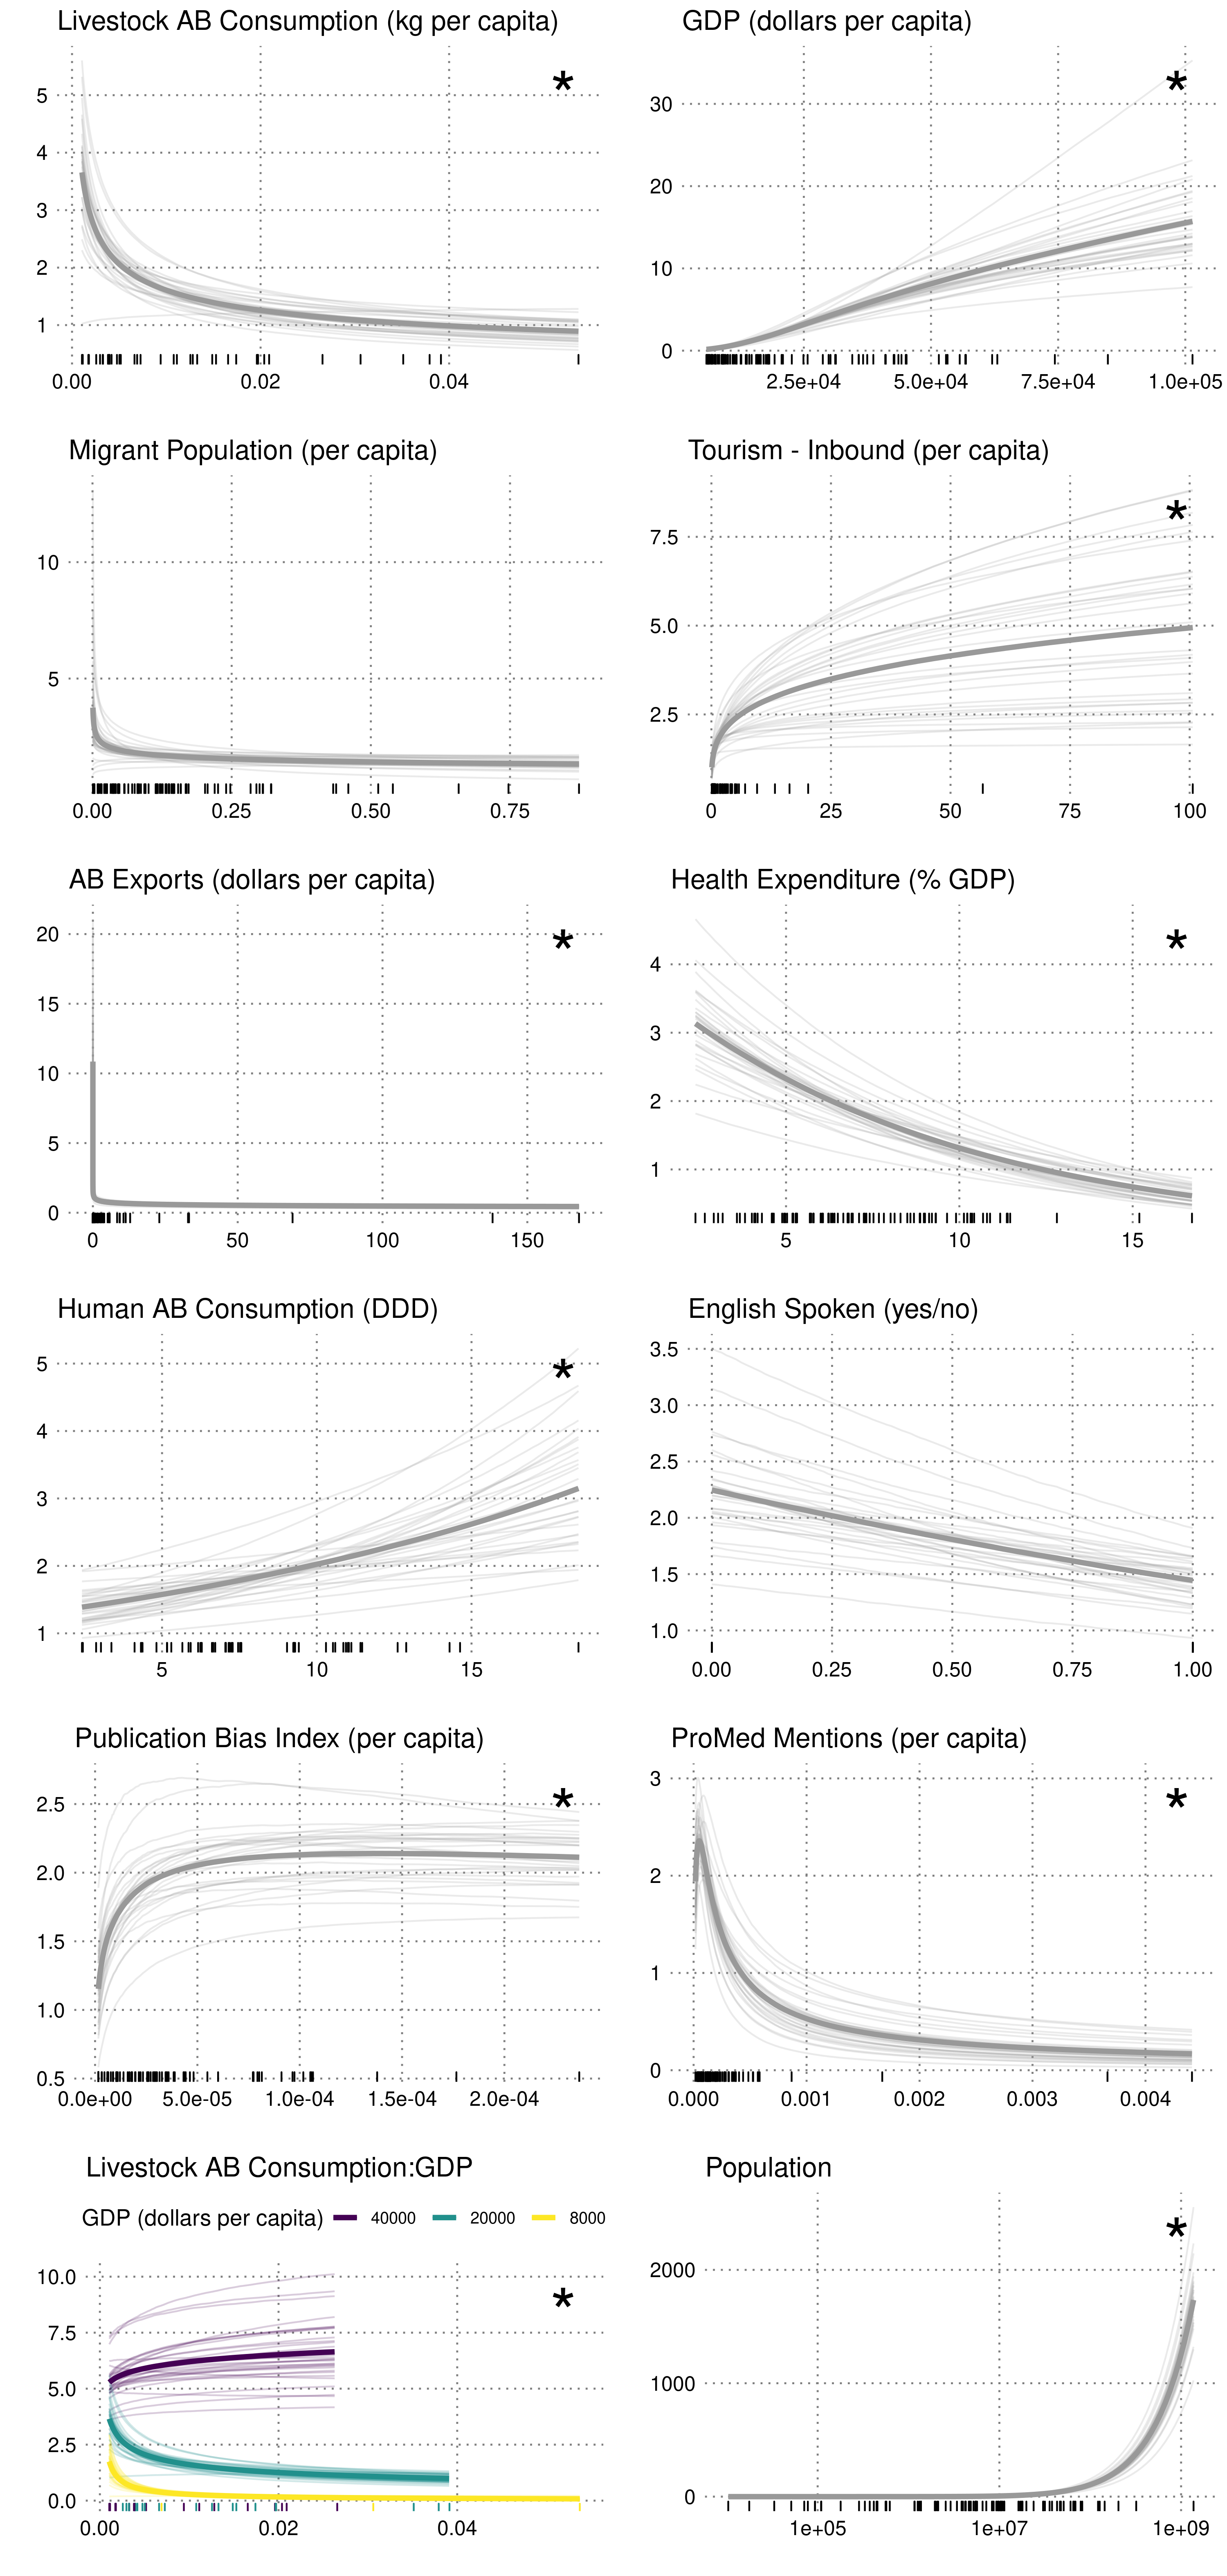 Livestock AB Consumption (kg per capita)
*
5
4
3
2
1
0.00 0.02 0.04
GDP (dollars per capita)
*
30
20
10
0
2.5e+04 5.0e+04 7.5e+04 1.0e+05
Migrant Population (per capita)
10
5
0.00 0.25 0.50 0.75
Tourism - Inbound (per capita)
*
7.5
5.0
2.5
0 25 50 75 100
AB Exports (dollars per capita)
*
20
15
10
5
0
0 50 100 150
Health Expenditure (% GDP)
*
4
3
2
1
5 10 15
Human AB Consumption (DDD)
*
5
4
3
2
1
5 10 15
English Spoken (yes/no)
3.5
3.0
2.5
2.0
1.5
1.0
0.00 0.25 0.50 0.75 1.00
Publication Bias Index (per capita)
*
2.5
2.0
1.5
1.0
0.5
0.0e+00 5.0e-05 1.0e-04 1.5e-04 2.0e-04
ProMed Mentions (per capita)
*
3
2
1
0
0.000 0.001 0.002 0.003 0.004
Livestock AB Consumption:GDP
GDP (dollars per capita) 40000 20000 8000
*
10.0
7.5
5.0
2.5
0.0
0.00 0.02 0.04
Population
*
2000
1000
0
1e+05 1e+07 1e+09